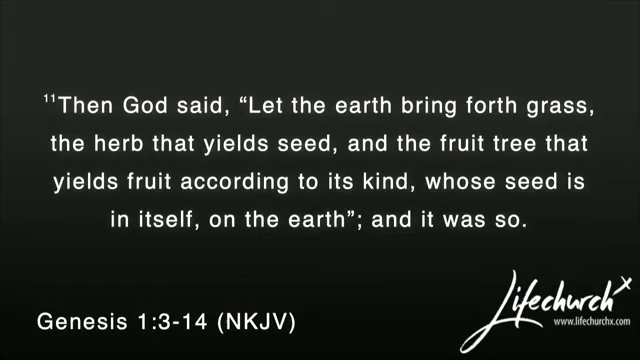 ¹¹Then God said, “Let the earth bring forth grass,
the herb that yields seed, and the fruit tree that
yields fruit according to its kind, whose seed is
in itself, on the earth”; and it was so.
Lifechurchx
www.lifechurchx.com
Genesis 1:3-14 (NKJV)